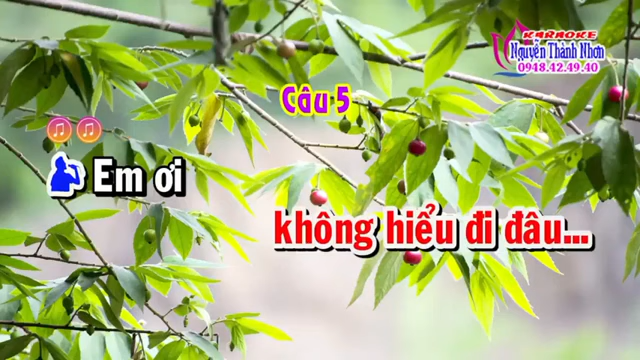 KARAOKE
Nguyễn Thành Nhơn
0948.42.49.40
Câu 5
Em ơi
không hiểu đi đâu...